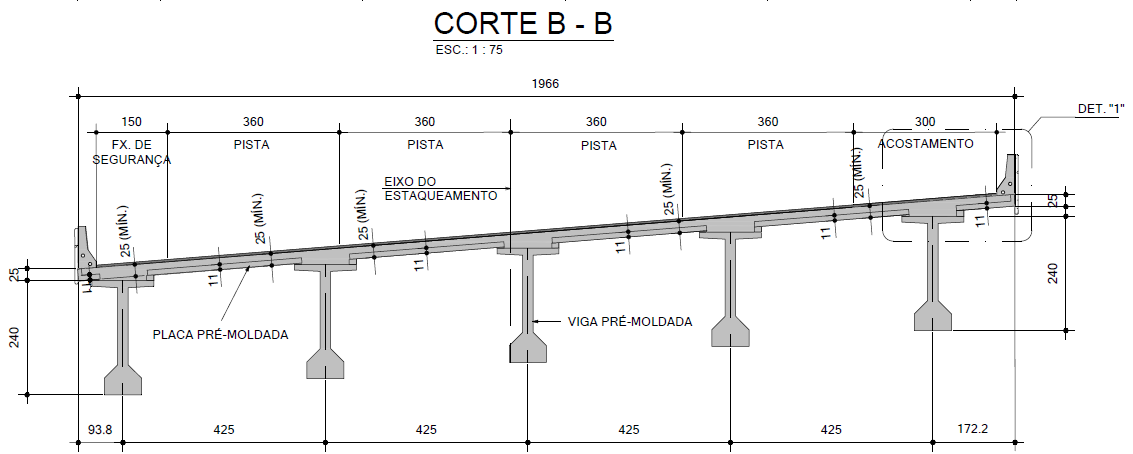 CORTE B - B
ESC.: 1 : 75
1966
150
360
360
360
360
300
DET. "1"
FX. DE
SEGURANÇA
PISTA
PISTA
PISTA
PISTA
ACOSTAMENTO
EIXO DO
ESTAQUEAMENTO
25 (MÍN.)
25 (MÍN.)
25 (MÍN.)
25 (MÍN.)
25 (MÍN.)
25
25
11
11
11
11
11
11
240
240
PLACA PRÉ-MOLDADA
VIGA PRÉ-MOLDADA
93.8
425
425
425
425
172.2